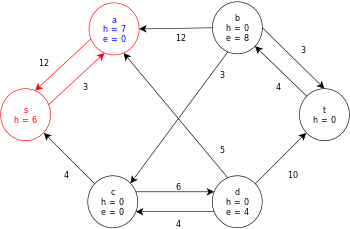 a
h = 7
e = 0
b
h = 0
e = 8
12
3
12
3
3
4
s
h = 6
t
h = 0
5
4
10
6
c
h = 0
e = 0
d
h = 0
e = 4
4